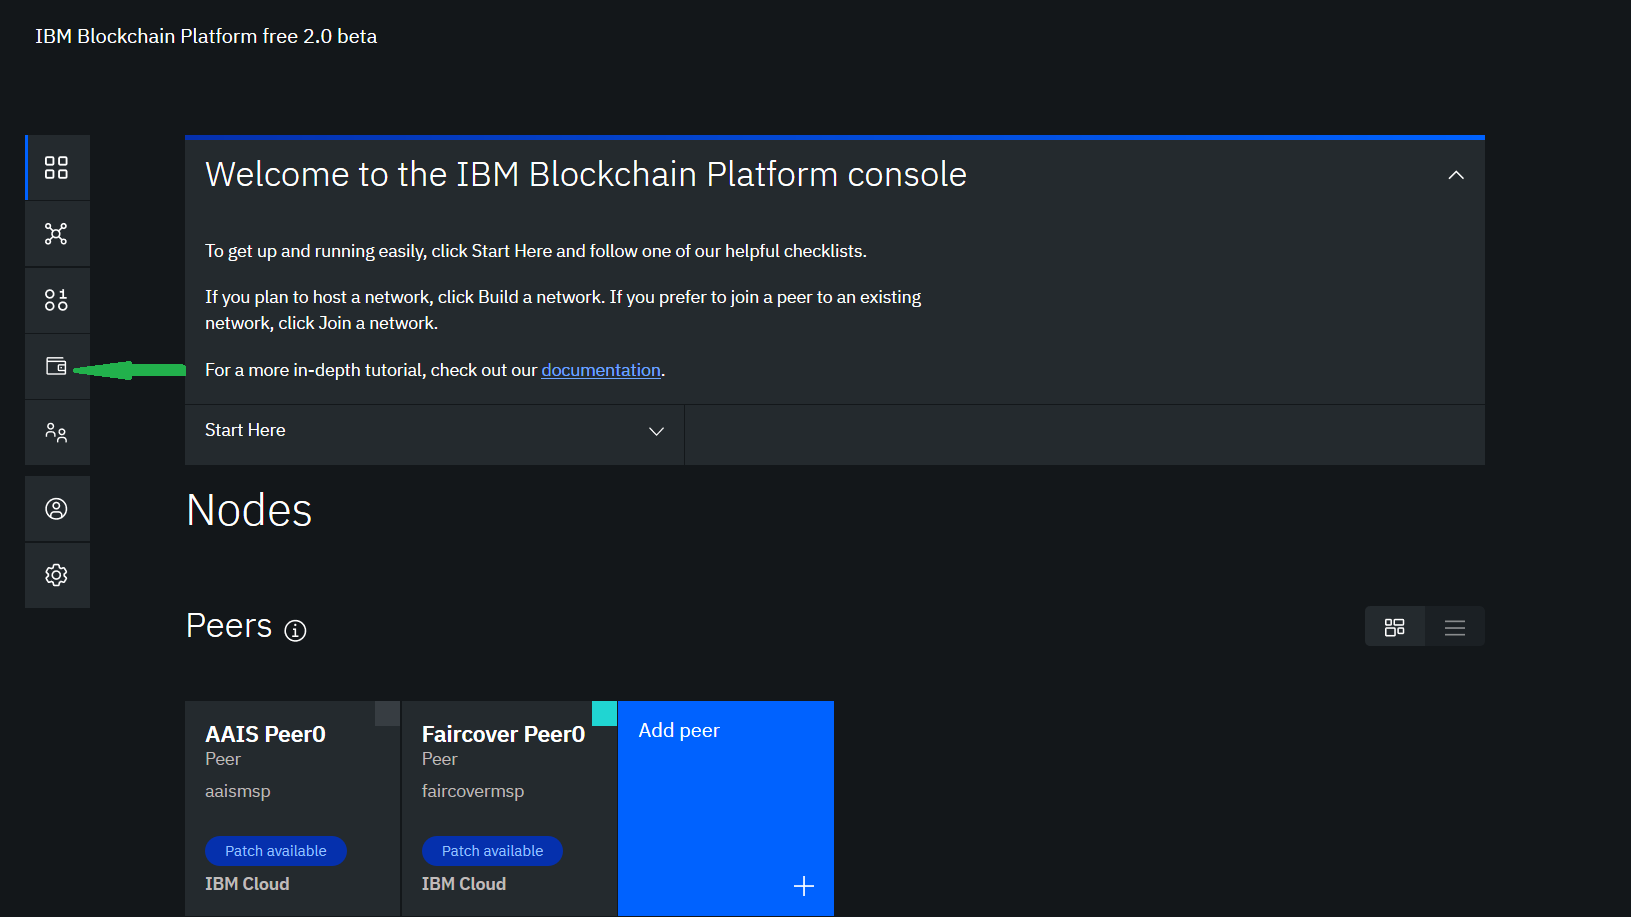 IBM Blockchain Platform free 2.0 beta
Welcome to the IBM Blockchain Platform console
To get up and running easily, click Start Here and follow one of our helpful checklists.
If you plan to host a network, click Build a network. If you prefer to join a peer to an existing
network, click Join a network.
For a more in-depth tutorial, check out our documentation.
Start Here
Nodes
Peers
AAIS Peer0
Peer
aaismsp
Patch available
IBM Cloud
Faircover Peer0
Peer
faircovermsp
Patch available
IBM Cloud
Add peer